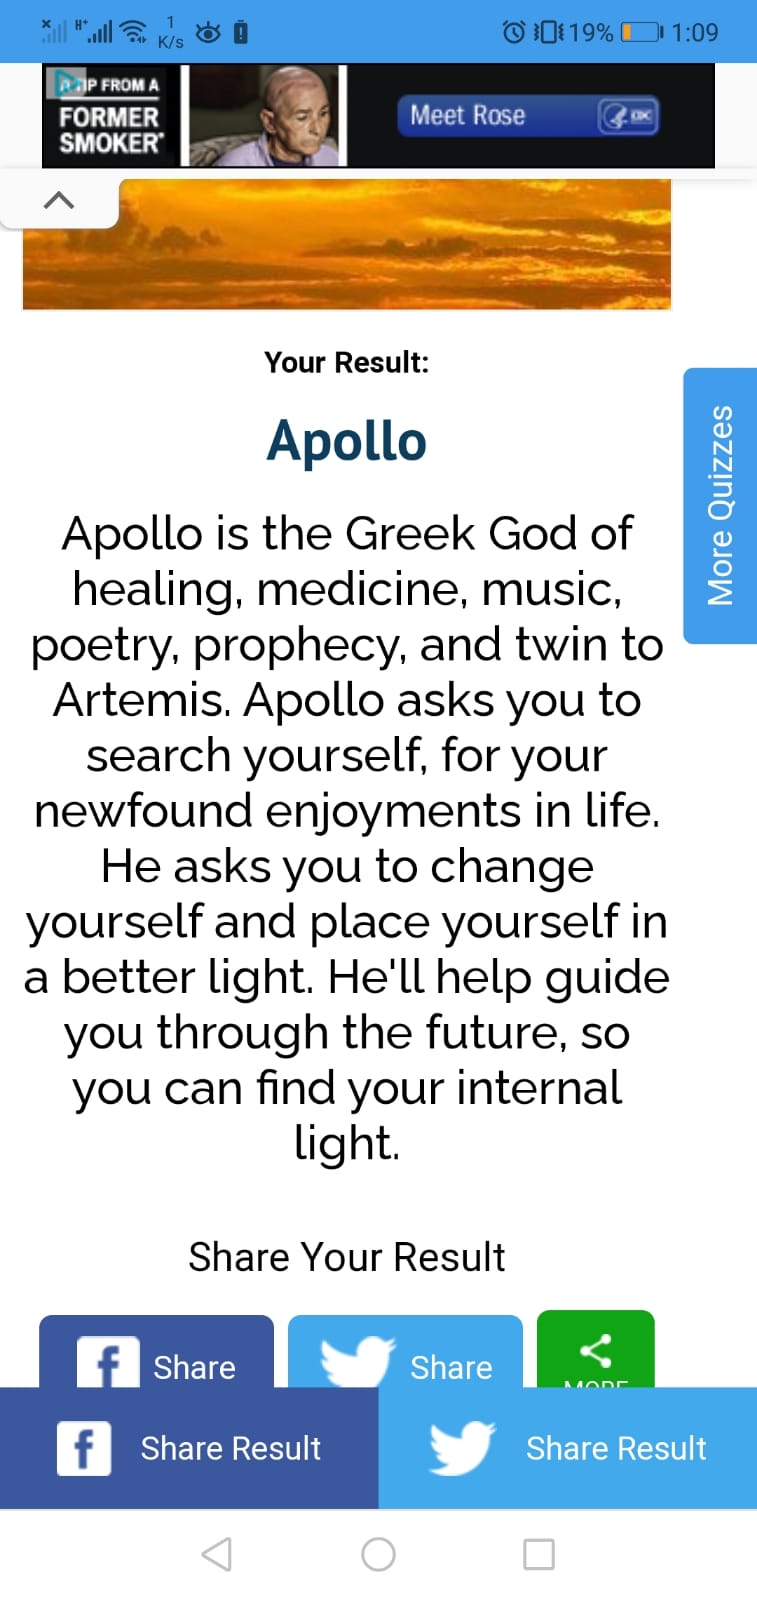 H+ 1 K/s 19% 1:09
TIP FROM A
FORMER
SMOKER
Meet Rose
Your Result:
Apollo
Apollo is the Greek God of
healing, medicine, music,
poetry, prophecy, and twin to
Artemis. Apollo asks you to
search yourself, for your
newfound enjoyments in life.
He asks you to change
yourself and place yourself in
a better light. He'll help guide
you through the future, so
you can find your internal
light.
More Quizzes
Share Your Result
Share
Share
MORE
Share Result
Share Result